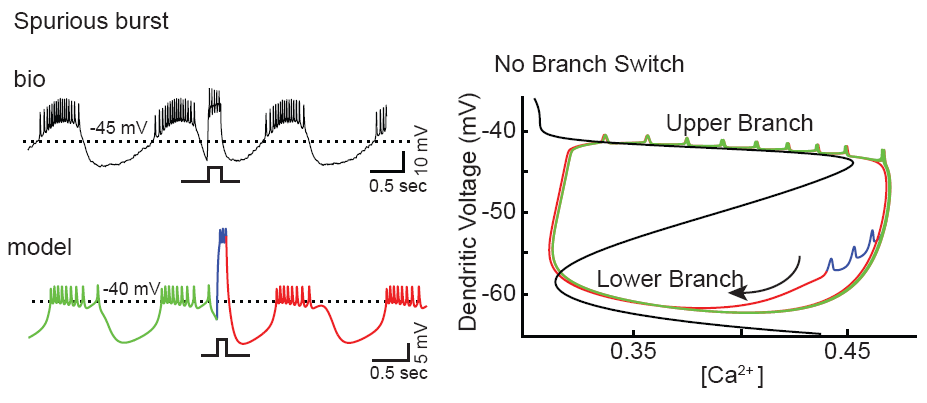 Spurious burst
bio
-45 mV
10 mV
0.5 sec
model
-40 mV
5 mV
0.5 sec
No Branch Switch
Dendritic Voltage (mV)
-40
-50
-60
Upper Branch
Lower Branch
0.35
0.45
[Ca²⁺]